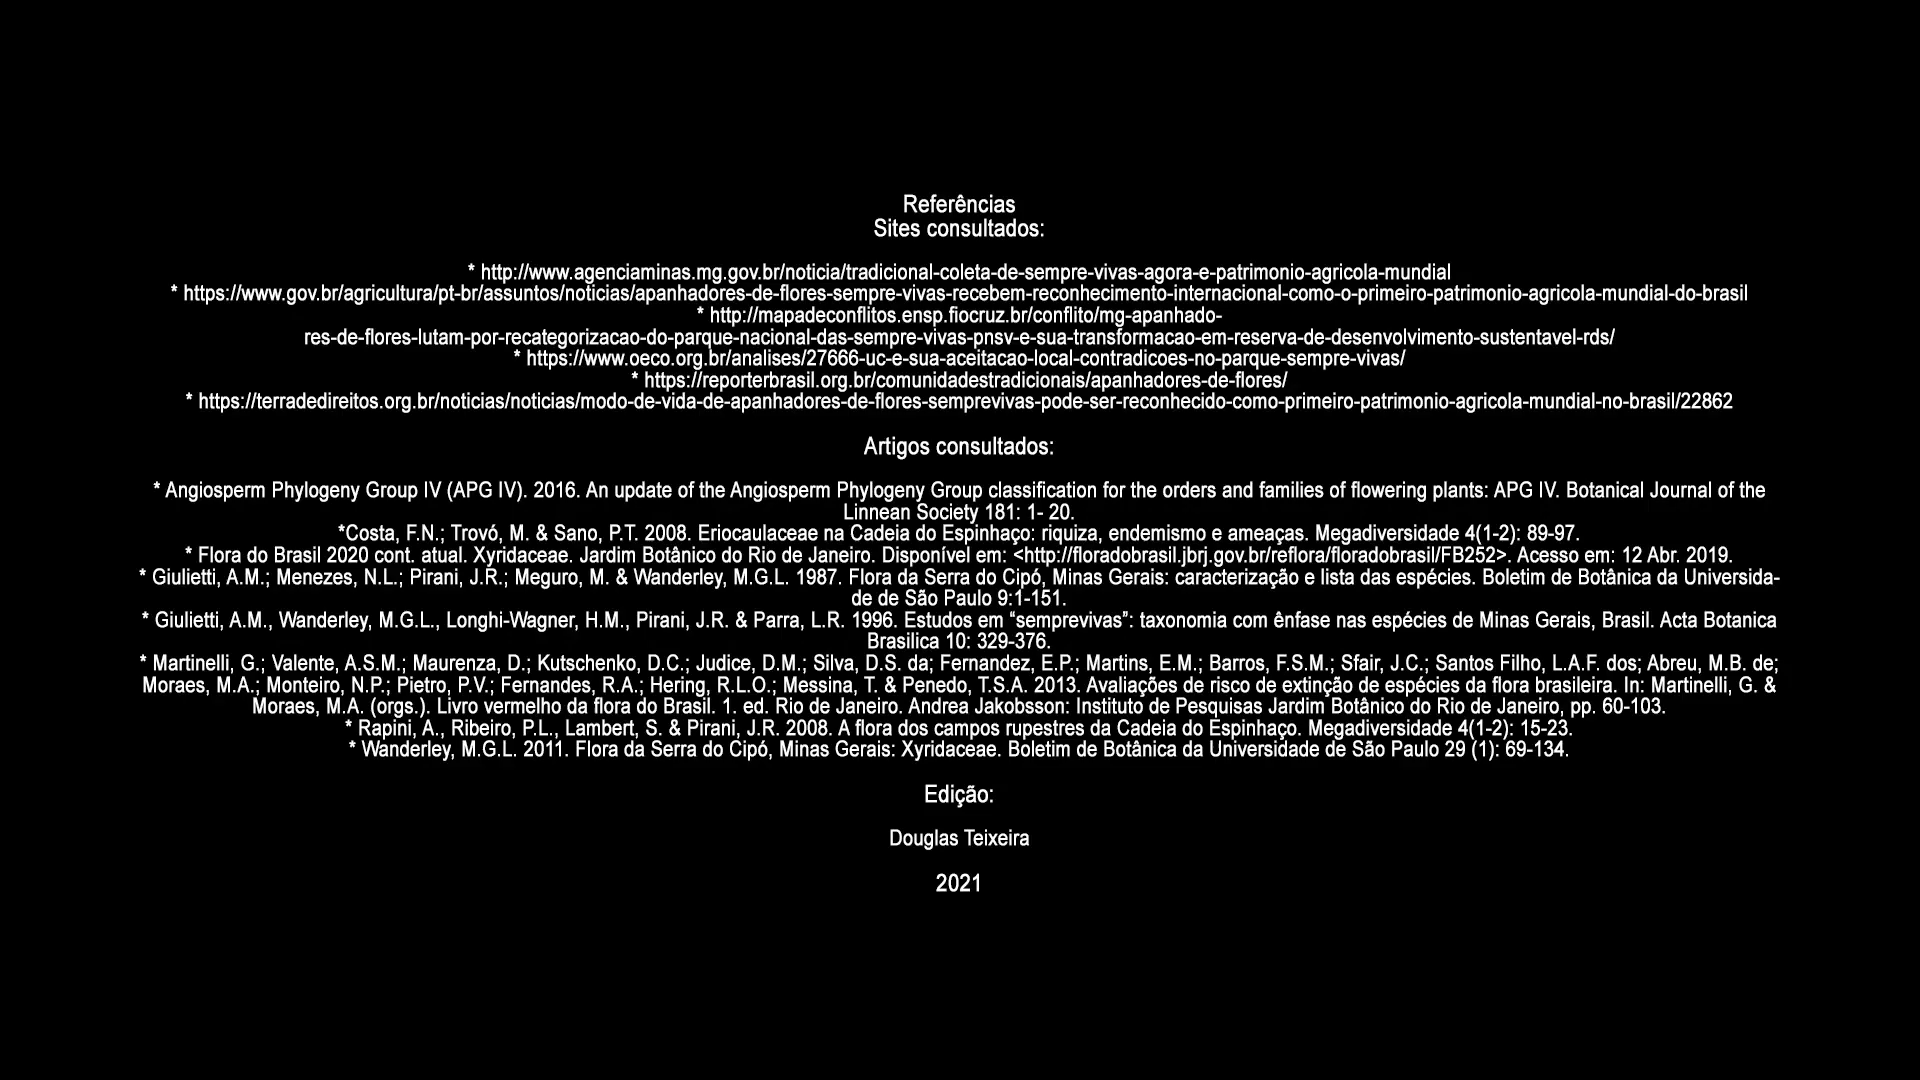 Referências
Sites consultados:
* http://www.agenciaminas.mg.gov.br/noticia/tradicional-coleta-de-sempre-vivas-agora-e-patrimonio-agricola-mundial
* https://www.gov.br/agricultura/pt-br/assuntos/noticias/apanhadores-de-flores-sempre-vivas-recebem-reconhecimento-internacional-como-o-primeiro-patrimonio-agricola-mundial-do-brasil
* http://mapadeconflitos.ensp.fiocruz.br/conflito/mg-apanhado-
res-de-flores-lutam-por-recategorizacao-do-parque-nacional-das-sempre-vivas-pnsv-e-sua-transformacao-em-reserva-de-desenvolvimento-sustentavel-rds/
* https://www.oeco.org.br/analises/27666-uc-e-sua-aceitacao-local-contradicoes-no-parque-sempre-vivas/
* https://reporterbrasil.org.br/comunidadestradicionais/apanhadores-de-flores/
* https://terradedireitos.org.br/noticias/noticias/modo-de-vida-de-apanhadores-de-flores-semprevivas-pode-ser-reconhecido-como-primeiro-patrimonio-agricola-mundial-no-brasil/22862
Artigos consultados:
* Angiosperm Phylogeny Group IV (APG IV). 2016. An update of the Angiosperm Phylogeny Group classification for the orders and families of flowering plants: APG IV. Botanical Journal of the
Linnean Society 181: 1- 20.
*Costa, F.N.; Trovó, M. & Sano, P.T. 2008. Eriocaulaceae na Cadeia do Espinhaço: riquiza, endemismo e ameaças. Megadiversidade 4(1-2): 89-97.
* Flora do Brasil 2020 cont. atual. Xyridaceae. Jardim Botânico do Rio de Janeiro. Disponível em: <http://floradobrasil.jbrj.gov.br/reflora/floradobrasil/FB252>. Acesso em: 12 Abr. 2019.
* Giulietti, A.M.; Menezes, N.L.; Pirani, J.R.; Meguro, M. & Wanderley, M.G.L. 1987. Flora da Serra do Cipó, Minas Gerais: caracterização e lista das espécies. Boletim de Botânica da Universida-
de de São Paulo 9:1-151.
* Giulietti, A.M., Wanderley, M.G.L., Longhi-Wagner, H.M., Pirani, J.R. & Parra, L.R. 1996. Estudos em “semprevivas”: taxonomia com ênfase nas espécies de Minas Gerais, Brasil. Acta Botanica
Brasilica 10: 329-376.
* Martinelli, G.; Valente, A.S.M.; Maurenza, D.; Kutschenko, D.C.; Judice, D.M.; Silva, D.S. da; Fernandez, E.P.; Martins, E.M.; Barros, F.S.M.; Sfair, J.C.; Santos Filho, L.A.F. dos; Abreu, M.B. de;
Moraes, M.A.; Monteiro, N.P.; Pietro, P.V.; Fernandes, R.A.; Hering, R.L.O.; Messina, T. & Penedo, T.S.A. 2013. Avaliações de risco de extinção de espécies da flora brasileira. In: Martinelli, G. &
Moraes, M.A. (orgs.). Livro vermelho da flora do Brasil. 1. ed. Rio de Janeiro. Andrea Jakobsson: Instituto de Pesquisas Jardim Botânico do Rio de Janeiro, pp. 60-103.
* Rapini, A., Ribeiro, P.L., Lambert, S. & Pirani, J.R. 2008. A flora dos campos rupestres da Cadeia do Espinhaço. Megadiversidade 4(1-2): 15-23.
* Wanderley, M.G.L. 2011. Flora da Serra do Cipó, Minas Gerais: Xyridaceae. Boletim de Botânica da Universidade de São Paulo 29 (1): 69-134.
Edição:
Douglas Teixeira
2021